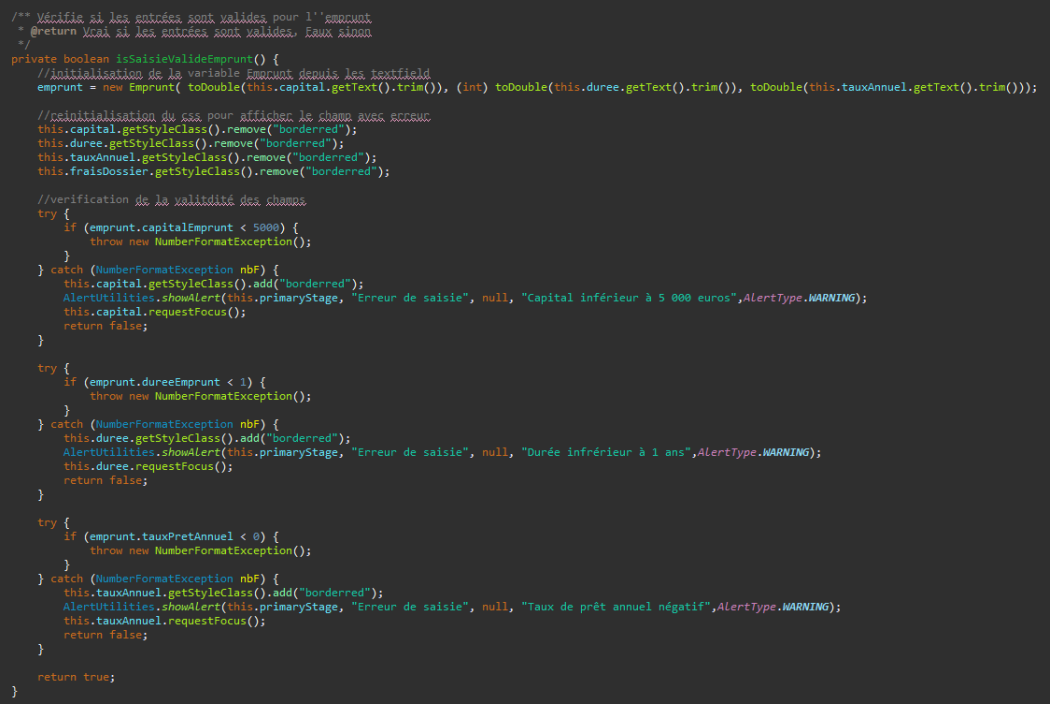 /** Vérifie si les entrées sont valides pour l''emprunt
 * @return Vrai si les entrées sont valides, Faux sinon
 */
private boolean isSaisieValideEmprunt() {
    //initialisation de la variable Emprunt depuis les textfield
    emprunt = new Emprunt( toDouble(this.capital.getText().trim()), (int) toDouble(this.duree.getText().trim()), toDouble(this.tauxAnnuel.getText().trim()));

    //reinitialisation du css pour afficher le champ avec erreur
    this.capital.getStyleClass().remove("borderred");
    this.duree.getStyleClass().remove("borderred");
    this.tauxAnnuel.getStyleClass().remove("borderred");
    this.fraisDossier.getStyleClass().remove("borderred");

    //verification de la valitdité des champs
    try {
        if (emprunt.capitalEmprunt < 5000) {
            throw new NumberFormatException();
        }
    } catch (NumberFormatException nbF) {
        this.capital.getStyleClass().add("borderred");
        AlertUtilities.showAlert(this.primaryStage, "Erreur de saisie", null, "Capital inférieur à 5 000 euros",AlertType.WARNING);
        this.capital.requestFocus();
        return false;
    }

    try {
        if (emprunt.dureeEmprunt < 1) {
            throw new NumberFormatException();
        }
    } catch (NumberFormatException nbF) {
        this.duree.getStyleClass().add("borderred");
        AlertUtilities.showAlert(this.primaryStage, "Erreur de saisie", null, "Durée infrérieur à 1 ans",AlertType.WARNING);
        this.duree.requestFocus();
        return false;
    }

    try {
        if (emprunt.tauxPretAnnuel < 0) {
            throw new NumberFormatException();
        }
    } catch (NumberFormatException nbF) {
        this.tauxAnnuel.getStyleClass().add("borderred");
        AlertUtilities.showAlert(this.primaryStage, "Erreur de saisie", null, "Taux de prêt annuel négatif",AlertType.WARNING);
        this.tauxAnnuel.requestFocus();
        return false;
    }

    return true;
}